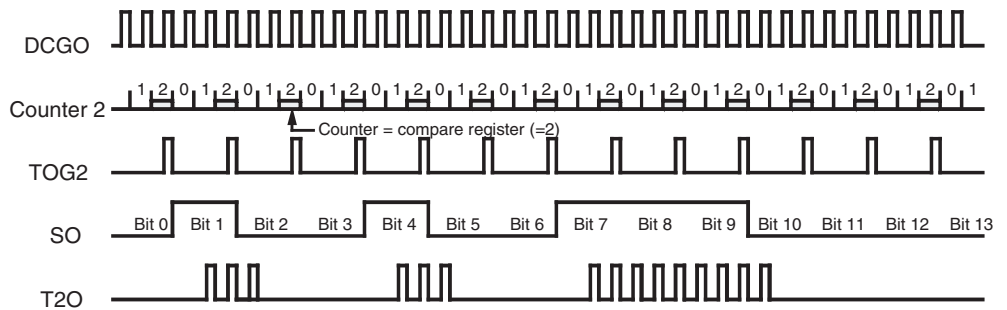 DCGO
Counter 2
1 2 0 1 2 0 1 2 0 1 2 0 1 2 0 1 2 0 1 2 0 1 2 0 1 2 0 1 2 0 1 2 0 1 2 0 1 2 0 1
Counter = compare register (=2)
TOG2
SO
Bit 0 Bit 1 Bit 2 Bit 3 Bit 4 Bit 5 Bit 6 Bit 7 Bit 8 Bit 9 Bit 10 Bit 11 Bit 12 Bit 13
T2O